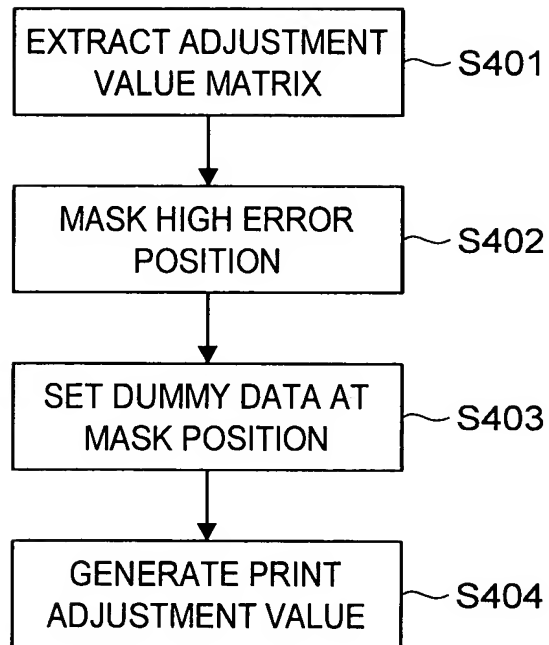 EXTRACT ADJUSTMENT
VALUE MATRIX
S401
MASK HIGH ERROR
POSITION
S402
SET DUMMY DATA AT
MASK POSITION
S403
GENERATE PRINT
ADJUSTMENT VALUE
S404